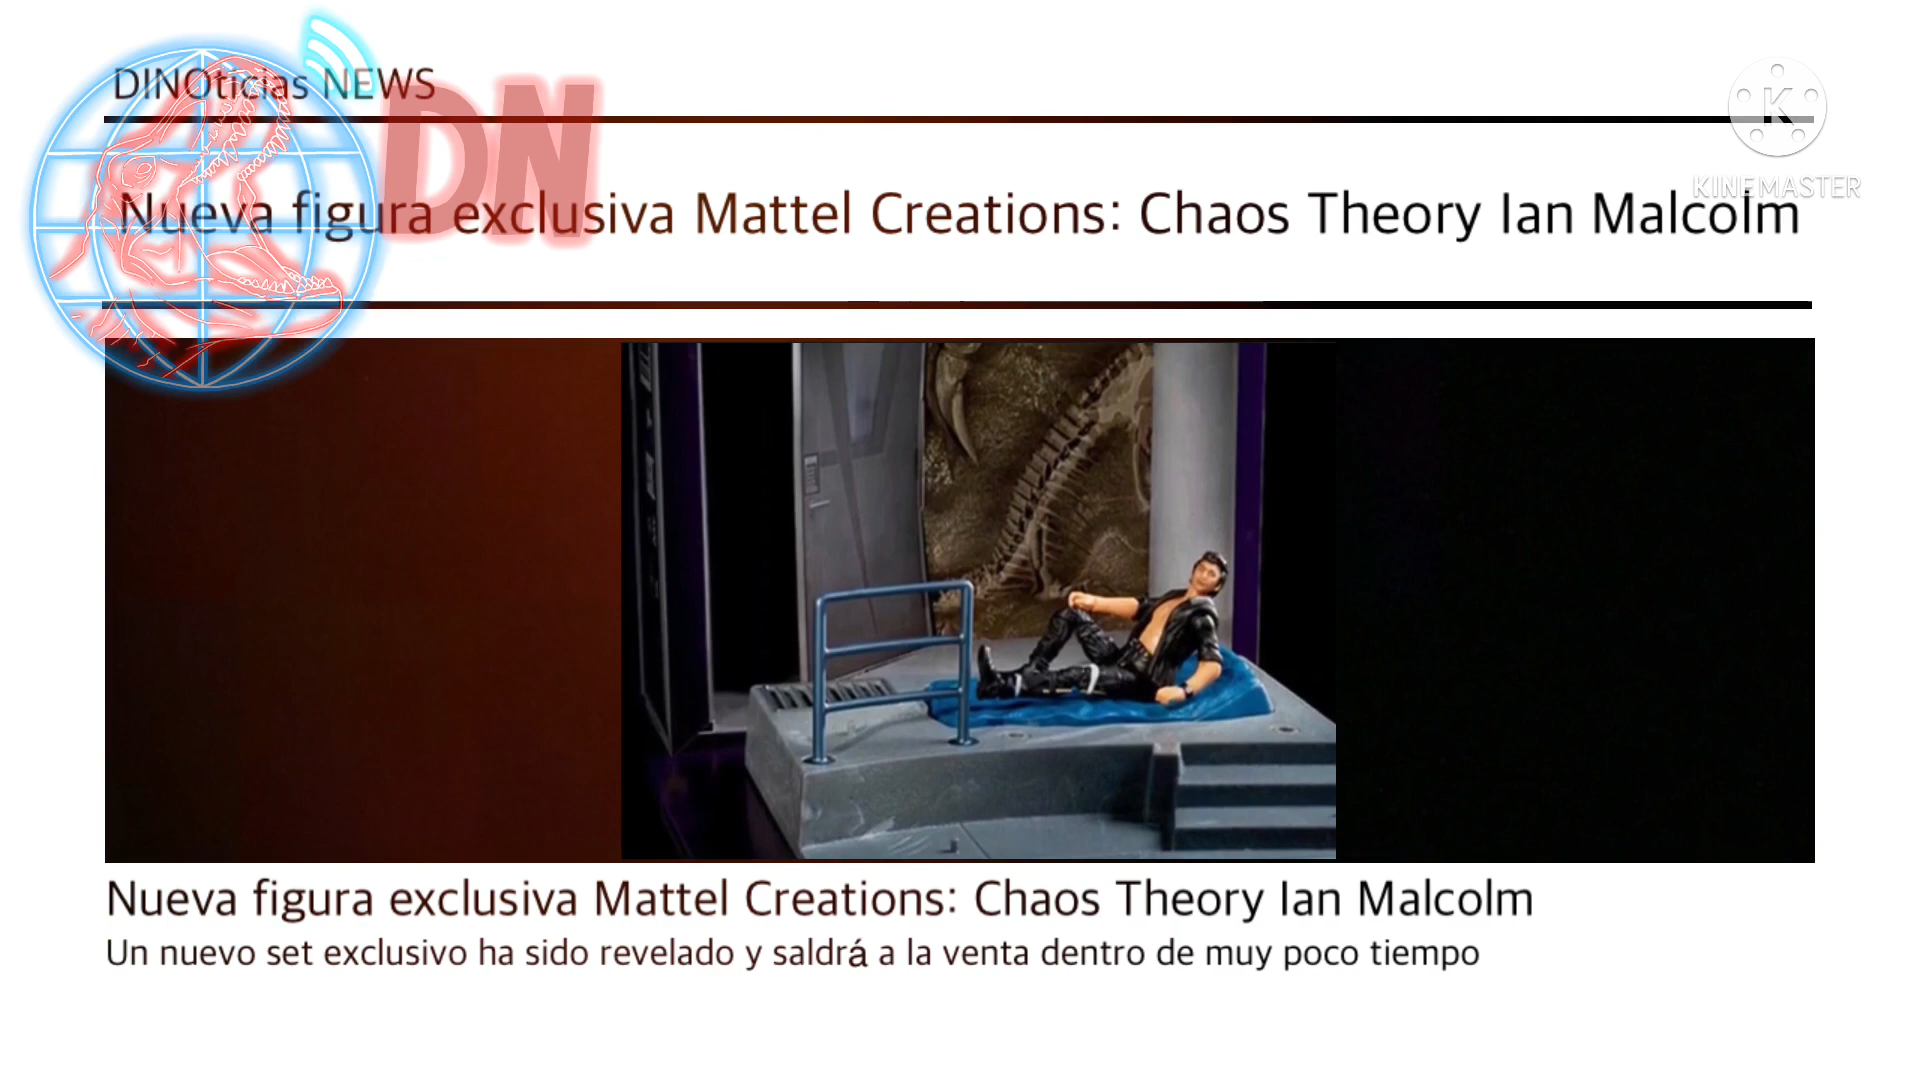 DINOticias NEWS
DN
K
KINEMASTER
Nueva figura exclusiva Mattel Creations: Chaos Theory Ian Malcolm
Nueva figura exclusiva Mattel Creations: Chaos Theory Ian Malcolm
Un nuevo set exclusivo ha sido revelado y saldrá a la venta dentro de muy poco tiempo